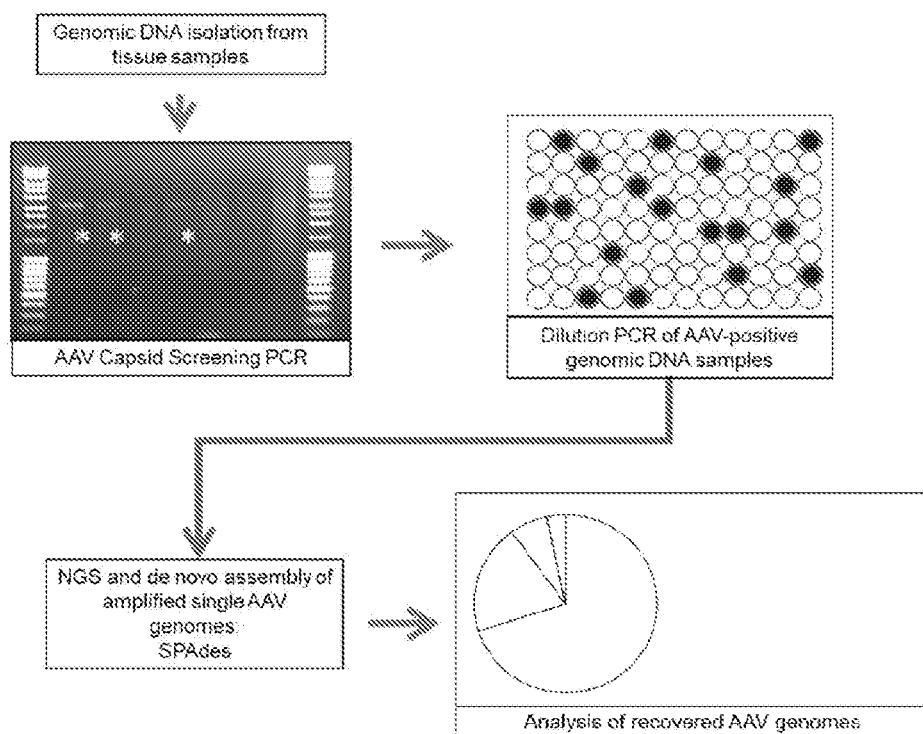 Genomic DNA isolation from
tissue samples
AAV Capsid Screening PCR
Dilution PCR of AAV-positive
genomic DNA samples
NGS and de novo assembly of
amplified single AAV
genomes:
SPAdes
Analysis of recovered AAV genomes